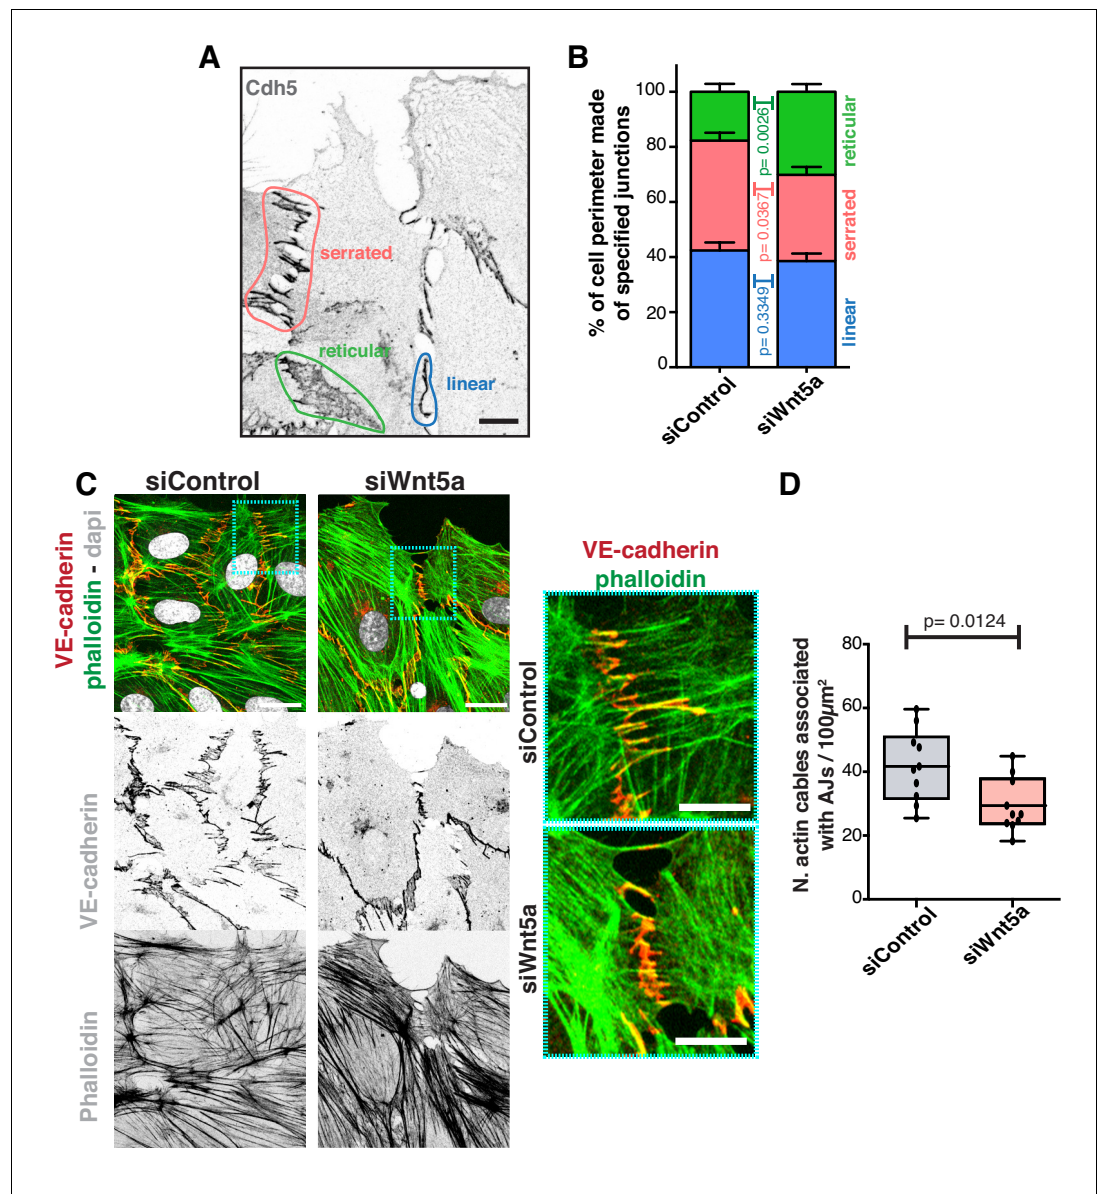 A
Cdh5
serrated
reticular
linear
B
% of cell perimeter made
of specified junctions
100
80
60
40
20
0
p= 0.0026
p= 0.0367
p= 0.3349
reticular
serrated
linear
siControl
siWnt5a
C
siControl
siWnt5a
VE-cadherin
phalloidin - dapi
VE-cadherin
Phalloidin
VE-cadherin
phalloidin
siControl
siWnt5a
D
p= 0.0124
N. actin cables associated
with AJs / 100µm²
80
60
40
20
0
siControl
siWnt5a